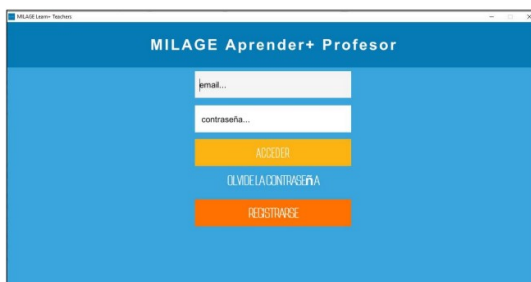 MILAGE Learn+ Teachers
MILAGE Aprender+ Profesor
email...
contraseña...
ACCEDER
OLVIDE LA CONTRASEñA
REGISTRARSE